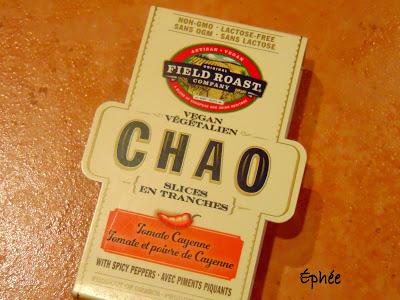 NON-GMO · LACTOSE-FREE
SANS OGM · SANS LACTOSE
ARTISAN · VEGAN
ORIGINAL
FIELD ROAST
COMPANY
VEGAN
VÉGÉTALIEN
CHAO
SLICES
EN TRANCHES
Tomato Cayenne
Tomate et poivre de Cayenne
WITH SPICY PEPPERS · AVEC PIMENTS PIQUANTS
Éphée